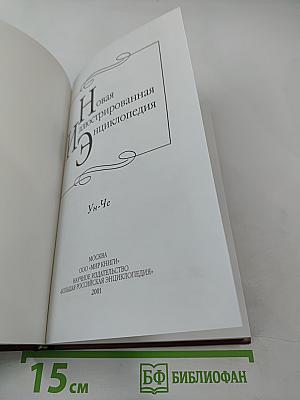 Новая
Иллюстрированная
Энциклопедия
Ун-Че
МОСКВА
ООО «МИР КНИГИ»
НАУЧНОЕ ИЗДАТЕЛЬСТВО
«БОЛЬШАЯ РОССИЙСКАЯ ЭНЦИКЛОПЕДИЯ»
2001
15 см
БФ БИБЛИОФАН